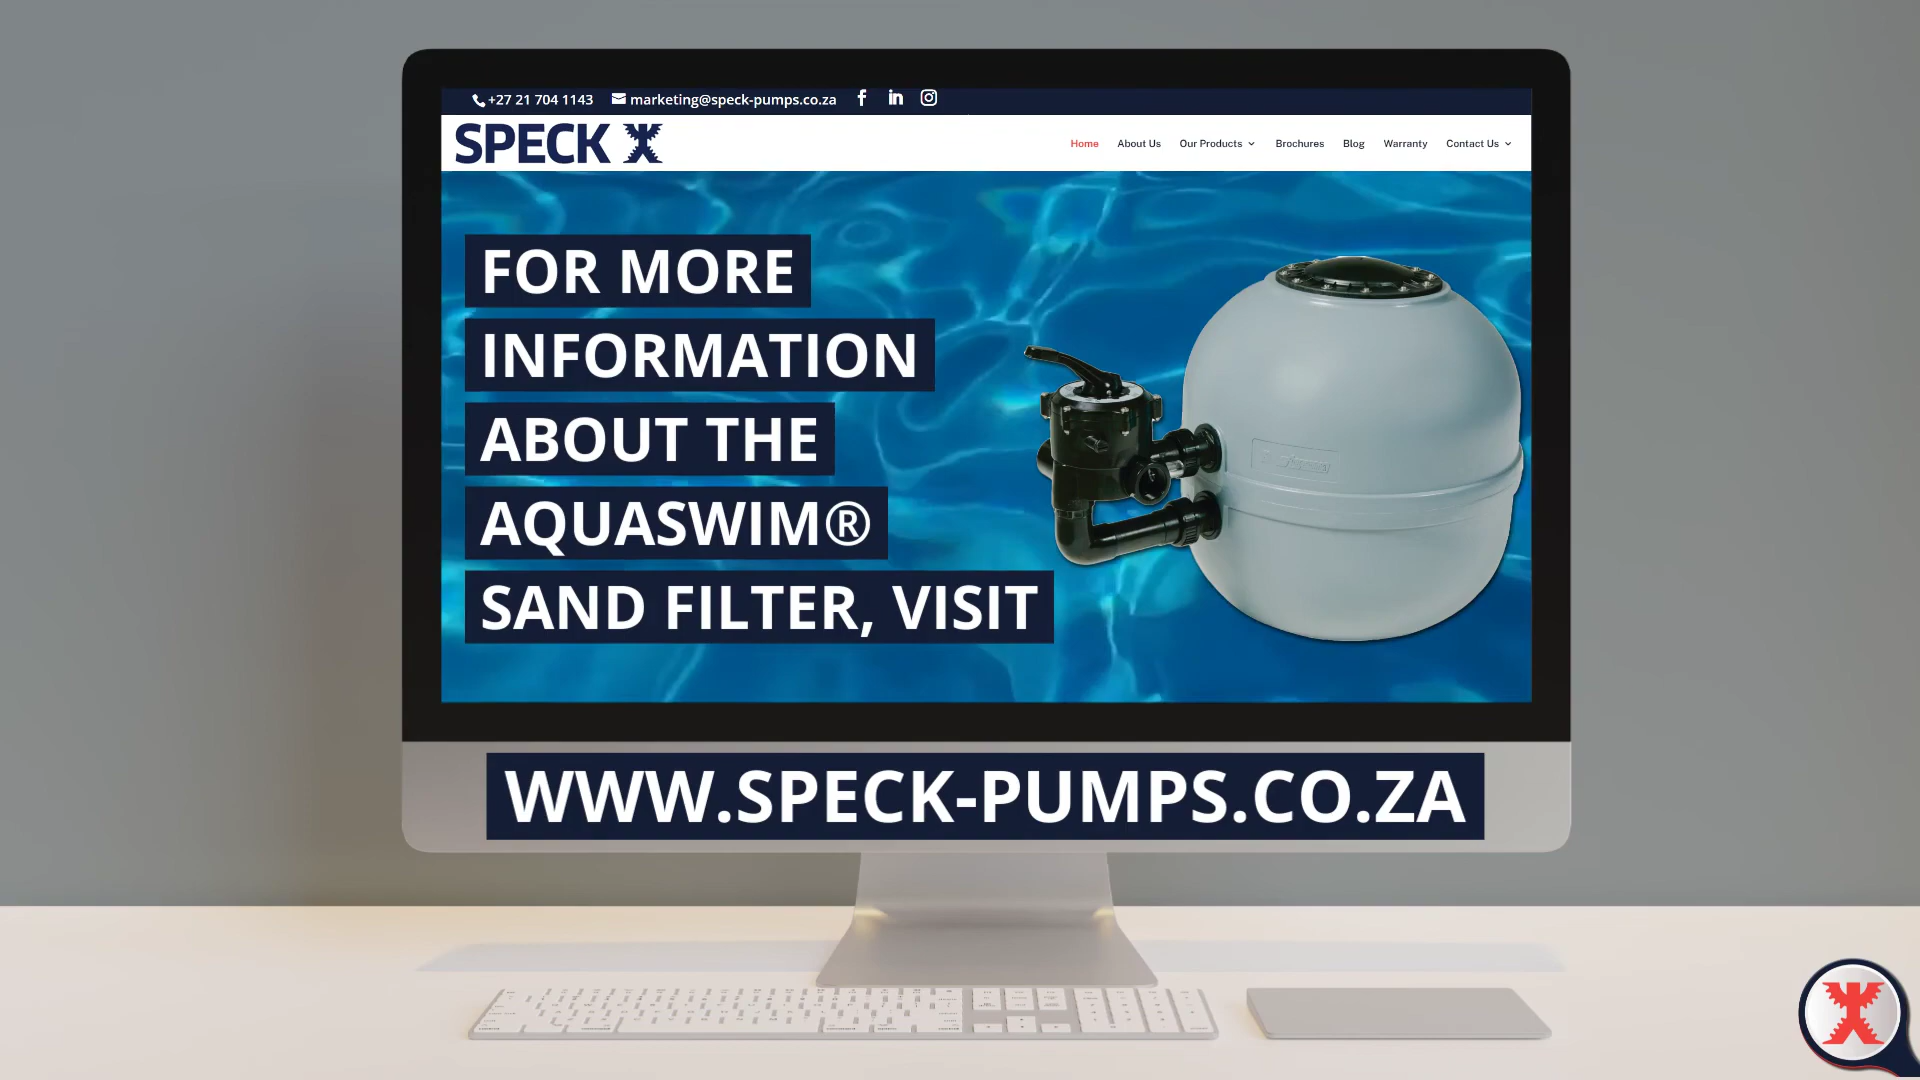 +27 21 704 1143 marketing@speck-pumps.co.za
SPECK
Home About Us Our Products Brochures Blog Warranty Contact Us
FOR MORE
INFORMATION
ABOUT THE
AQUASWIM®
SAND FILTER, VISIT
WWW.SPECK-PUMPS.CO.ZA